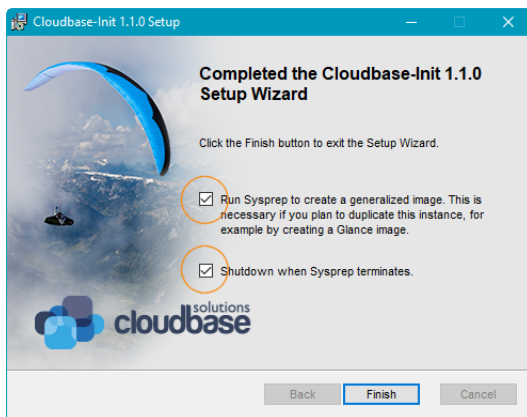 Cloudbase-Init 1.1.0 Setup
Completed the Cloudbase-Init 1.1.0
Setup Wizard
Click the Finish button to exit the Setup Wizard.
Run Sysprep to create a generalized image. This is
necessary if you plan to duplicate this instance, for
example by creating a Glance image.
Shutdown when Sysprep terminates.
solutions
cloudbase
Back
Finish
Cancel